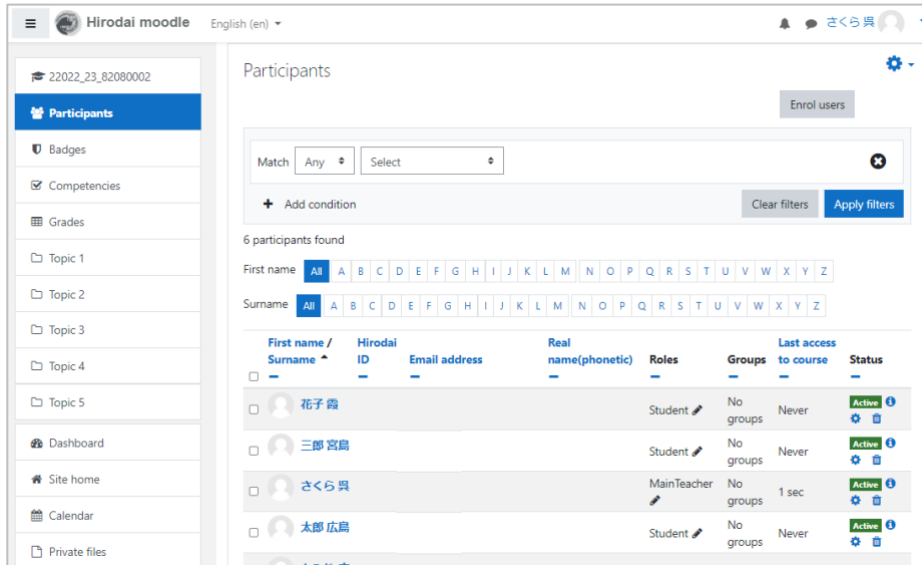 Hirodai moodle English (en) さくら 呉
22022_23_82080002
Participants
Badges
Competencies
Grades
Topic 1
Topic 2
Topic 3
Topic 4
Topic 5
Dashboard
Site home
Calendar
Private files
Participants
Enrol users
Match Any Select
Add condition
Clear filters Apply filters
6 participants found
First name All A B C D E F G H I J K L M N O P Q R S T U V W X Y Z
Surname All A B C D E F G H I J K L M N O P Q R S T U V W X Y Z
First name / Hirodai Real Last access
Surname ID Email address name(phonetic) Roles Groups to course Status
花子 霞 Student No groups Never Active
三郎 宮島 Student No groups Never Active
さくら 呉 MainTeacher No groups 1 sec Active
太郎 広島 Student No groups Never Active